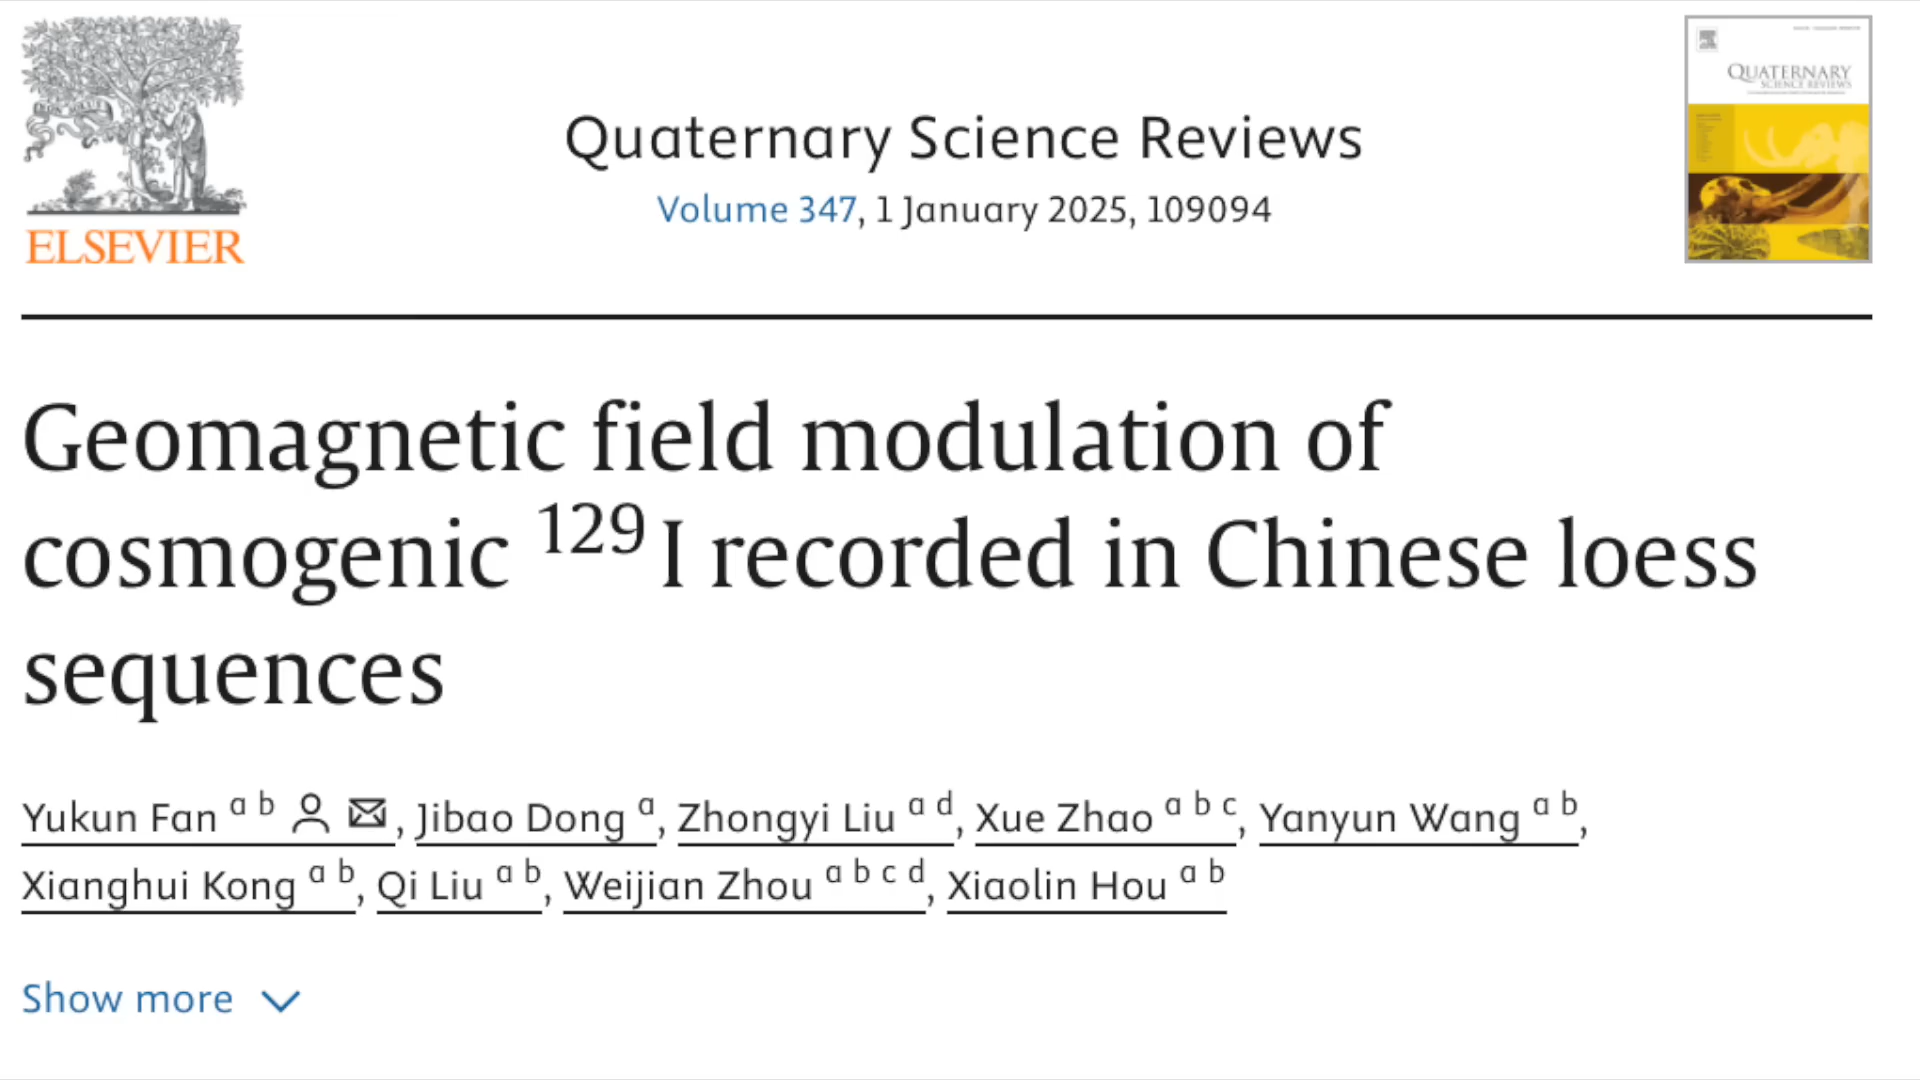 ELSEVIER
Quaternary Science Reviews
Volume 347, 1 January 2025, 109094
QUATERNARY
SCIENCE REVIEWS
Geomagnetic field modulation of
cosmogenic ¹²⁹I recorded in Chinese loess
sequences
Yukun Fan a b, Jibao Dong a, Zhongyi Liu a d, Xue Zhao a b c, Yanyun Wang a b,
Xianghui Kong a b, Qi Liu a b, Weijian Zhou a b c d, Xiaolin Hou a b
Show more